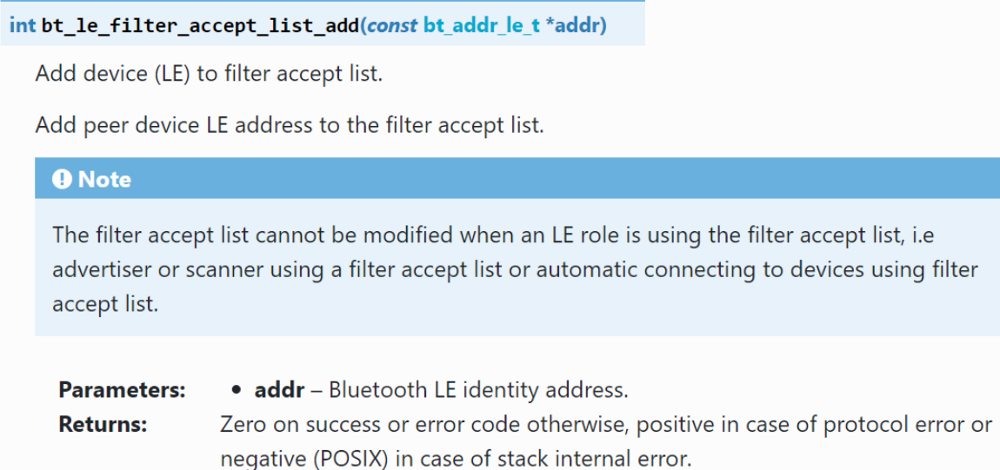 int bt_le_filter_accept_list_add(const bt_addr_le_t *addr)
Add device (LE) to filter accept list.
Add peer device LE address to the filter accept list.
Note
The filter accept list cannot be modified when an LE role is using the filter accept list, i.e
advertiser or scanner using a filter accept list or automatic connecting to devices using filter
accept list.
Parameters: • addr – Bluetooth LE identity address.
Returns: Zero on success or error code otherwise, positive in case of protocol error or
negative (POSIX) in case of stack internal error.